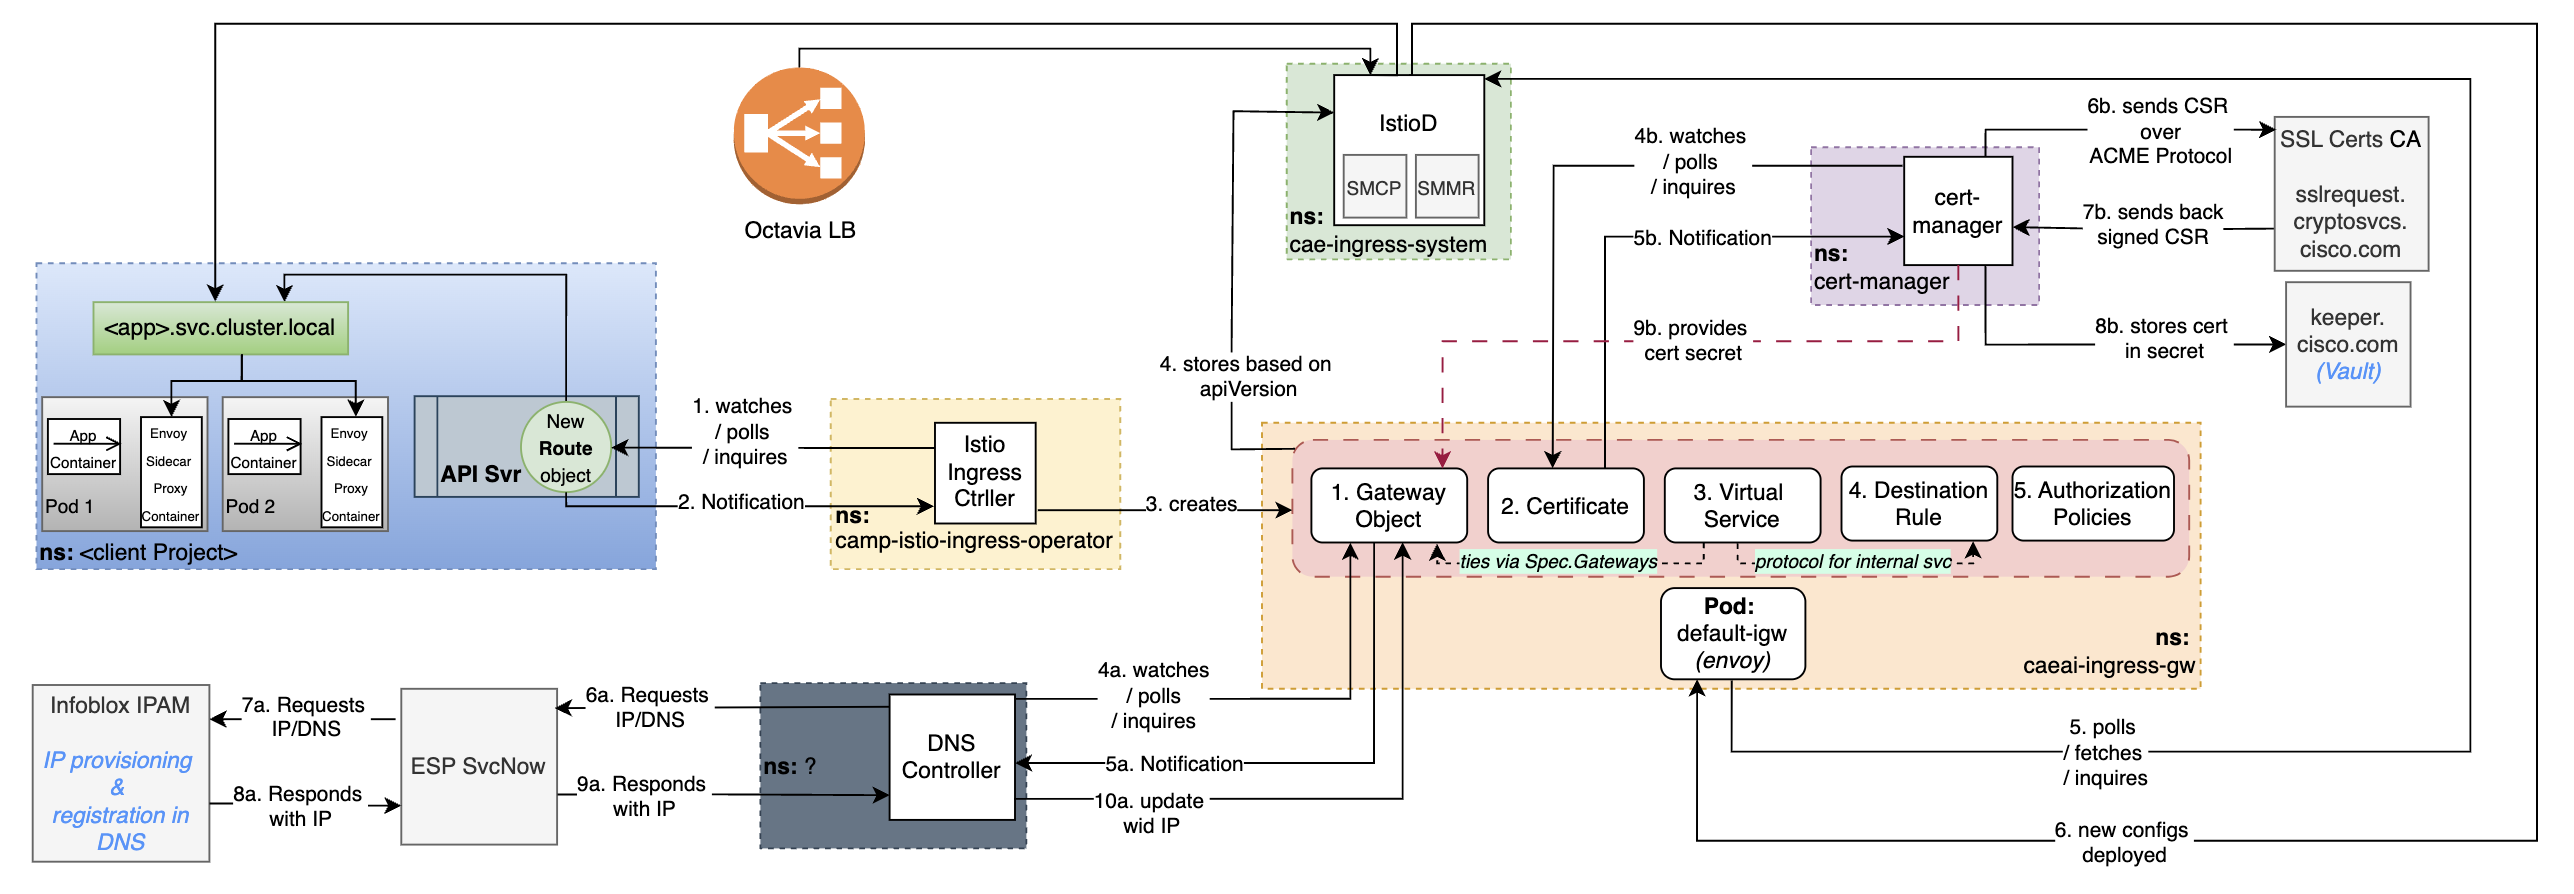 Octavia LB
IstioD
SMCP
SMMR
ns:
cae-ingress-system
4b. watches
/ polls
/ inquires
5b. Notification
cert-
manager
ns:
cert-manager
6b. sends CSR
over
ACME Protocol
7b. sends back
signed CSR
SSL Certs CA
sslrequest.
cryptosvcs.
cisco.com
9b. provides
cert secret
8b. stores cert
in secret
keeper.
cisco.com
(Vault)
<app>.svc.cluster.local
App
Container
Envoy
Sidecar
Proxy
Container
Pod 1
App
Container
Envoy
Sidecar
Proxy
Container
Pod 2
API Svr
New
Route
object
ns: <client Project>
1. watches
/ polls
/ inquires
2. Notification
Istio
Ingress
Ctrller
ns:
camp-istio-ingress-operator
3. creates
4. stores based on
apiVersion
1. Gateway
Object
2. Certificate
3. Virtual
Service
4. Destination
Rule
5. Authorization
Policies
ties via Spec.Gateways
protocol for internal svc
Pod:
default-igw
(envoy)
ns:
caeai-ingress-gw
Infoblox IPAM
IP provisioning
&
registration in
DNS
7a. Requests
IP/DNS
8a. Responds
with IP
ESP SvcNow
6a. Requests
IP/DNS
9a. Responds
with IP
ns: ?
DNS
Controller
4a. watches
/ polls
/ inquires
5a. Notification
10a. update
wid IP
5. polls
/ fetches
/ inquires
6. new configs
deployed